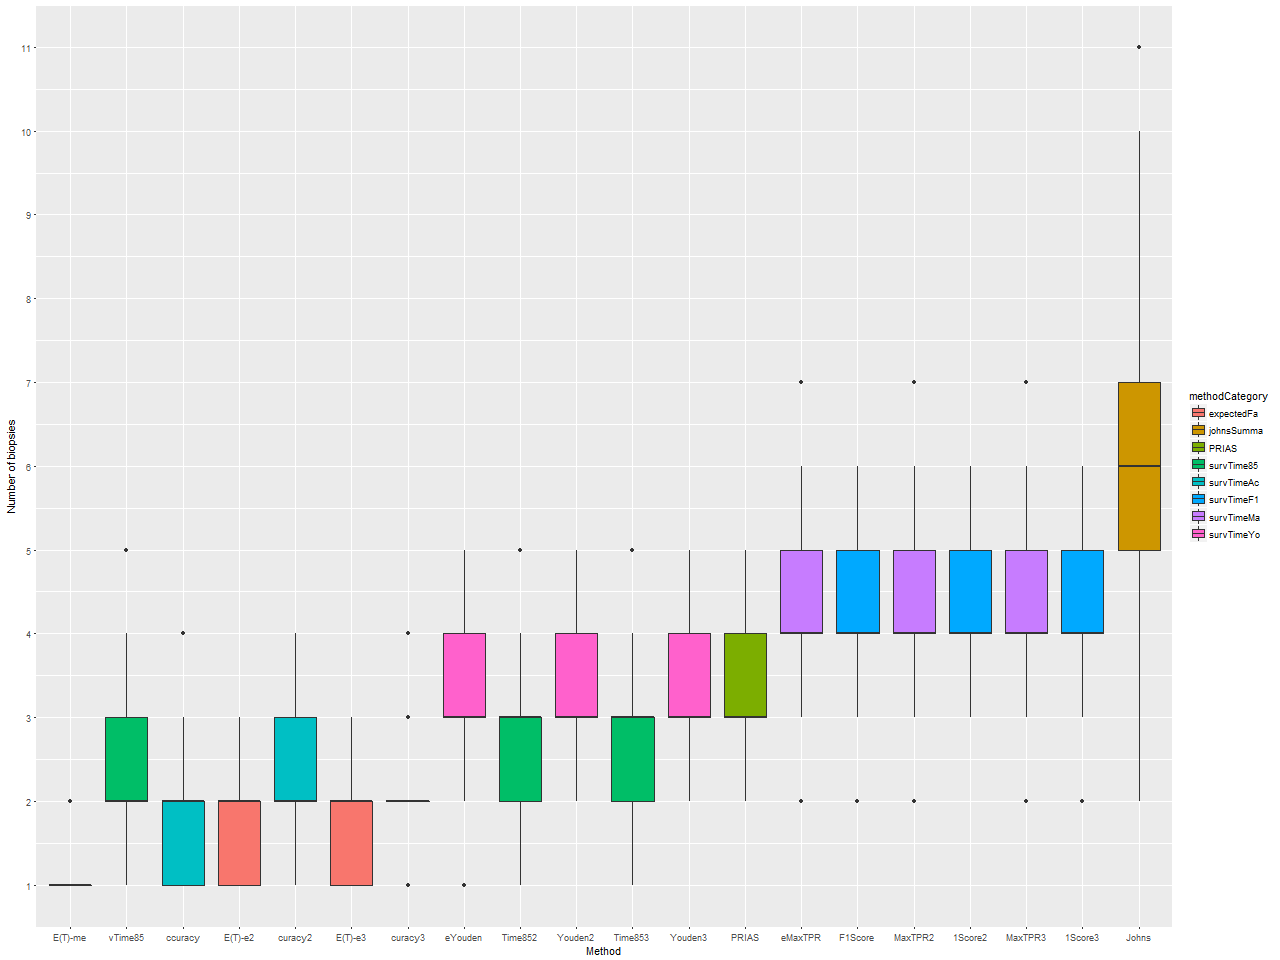 11
10
9
8
7
6
5
4
3
2
1
Number of biopsies
E(T)-me vTime85 ccuracy E(T)-e2 curacy2 E(T)-e3 curacy3 eYouden Time852 Youden2 Time853 Youden3 PRIAS eMaxTPR F1Score MaxTPR2 1Score2 MaxTPR3 1Score3 Johns
Method
methodCategory
expectedFa
johnsSumma
PRIAS
survTime85
survTimeAc
survTimeF1
survTimeMa
survTimeYo